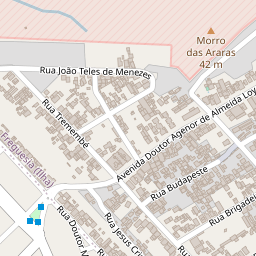 Morro
das Araras
42 m
Rua João Teles de Menezes
Rua Tremembé
Avenida Doutor Agenor de Almeida Loy
Freguesia (Ilha)
Rua Budapeste
Rua Brigadei
Rua Jesus Cri
Rua Doutor M